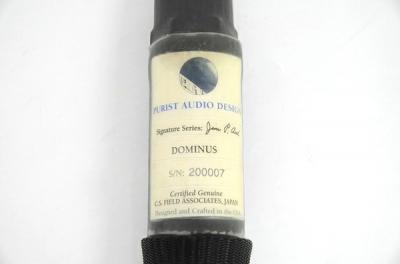 PURIST AUDIO DESIGN
Signature Series:
DOMINUS
S/N: 200007
Certified Genuine
C.S. FIELD ASSOCIATES, JAPAN
Designed and Crafted in the USA